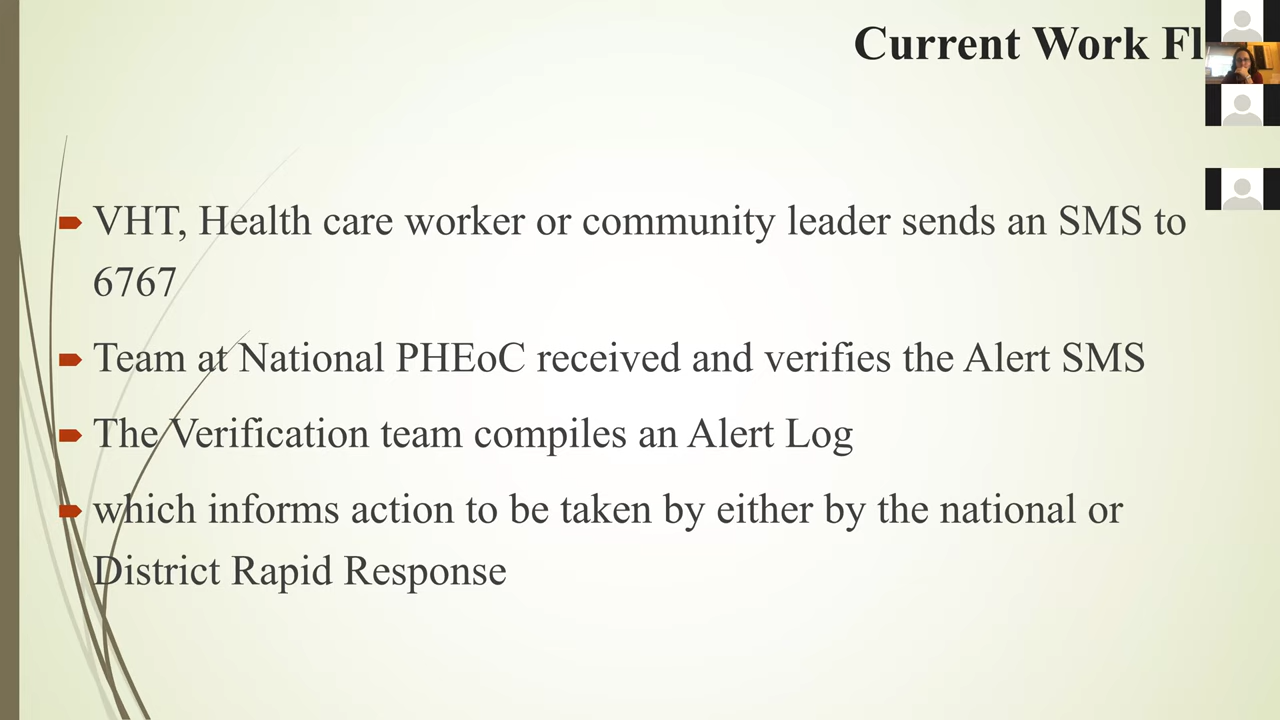 Current Work Fl
VHT, Health care worker or community leader sends an SMS to
6767
Team at National PHEoC received and verifies the Alert SMS
The Verification team compiles an Alert Log
which informs action to be taken by either by the national or
District Rapid Response